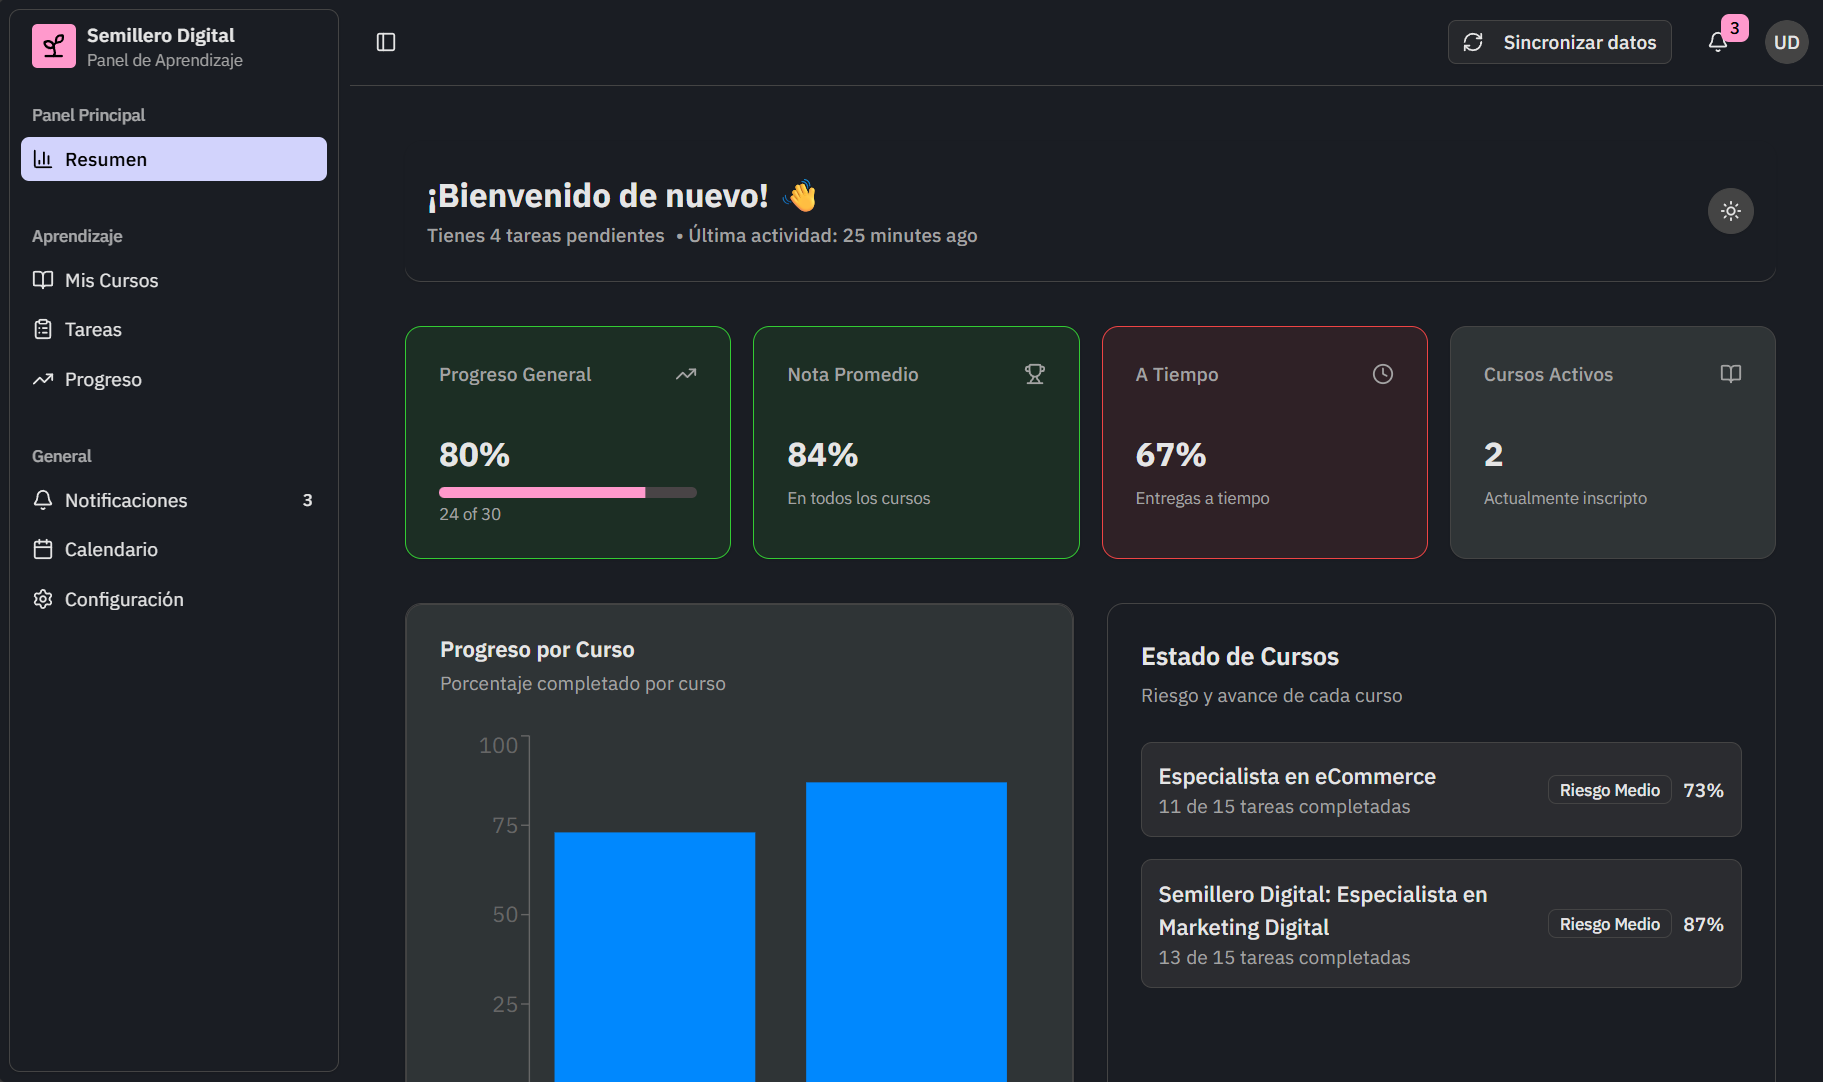 Semillero Digital
Panel de Aprendizaje
Panel Principal
Resumen
Aprendizaje
Mis Cursos
Tareas
Progreso
General
Notificaciones 3
Calendario
Configuración
Sincronizar datos
3
UD
¡Bienvenido de nuevo! 👋
Tienes 4 tareas pendientes • Última actividad: 25 minutes ago
Progreso General
80%
24 of 30
Nota Promedio
84%
En todos los cursos
A Tiempo
67%
Entregas a tiempo
Cursos Activos
2
Actualmente inscripto
Progreso por Curso
Porcentaje completado por curso
100
75
50
25
Estado de Cursos
Riesgo y avance de cada curso
Especialista en eCommerce
11 de 15 tareas completadas
Riesgo Medio 73%
Semillero Digital: Especialista en
Marketing Digital
13 de 15 tareas completadas
Riesgo Medio 87%